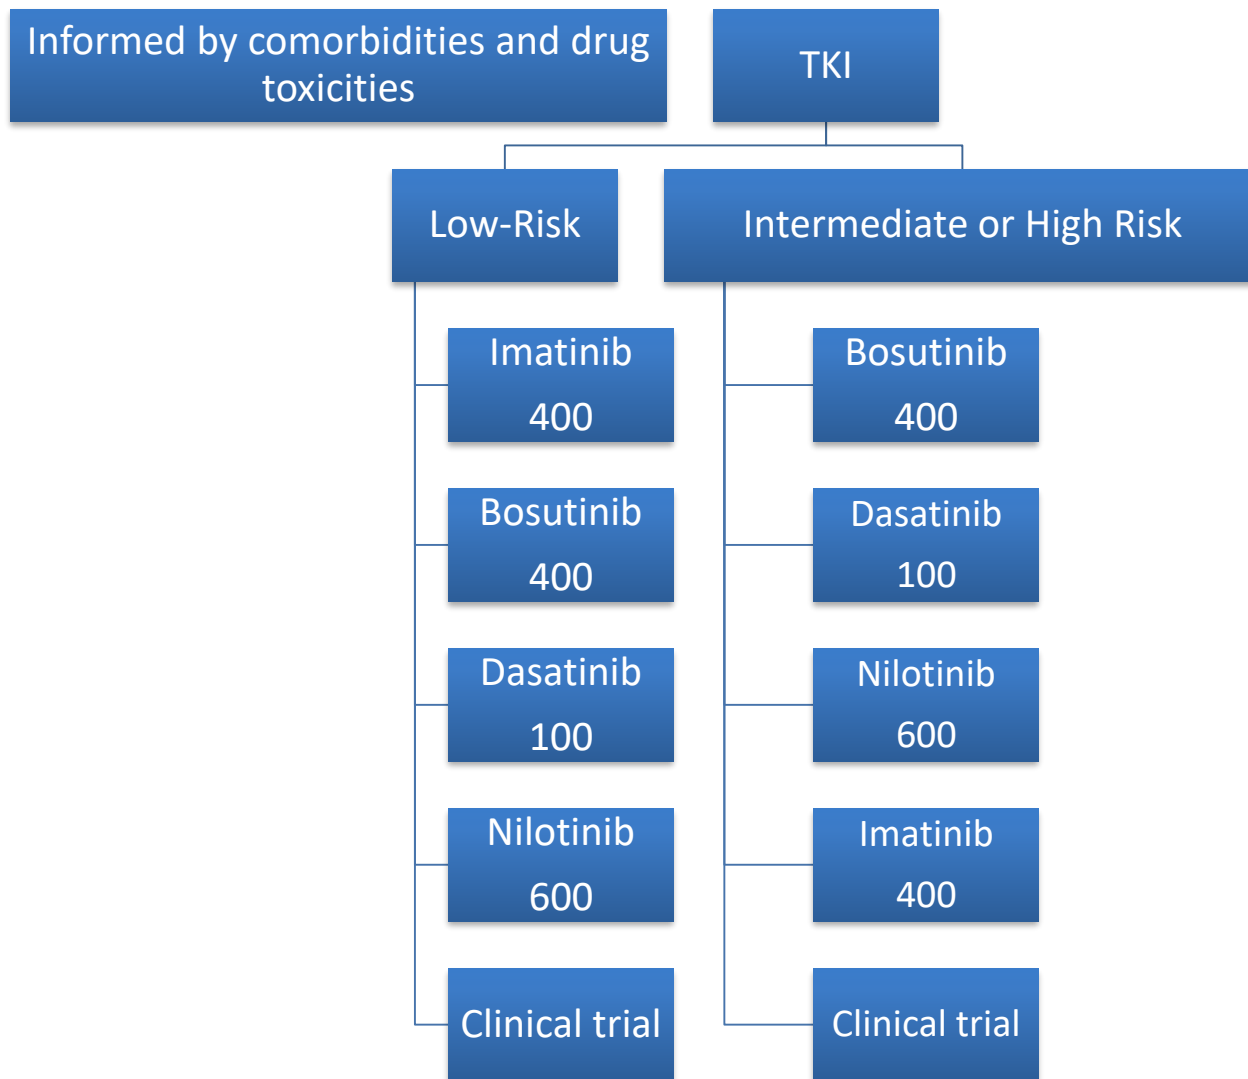 Informed by comorbidities and drug
toxicities
TKI
Low-Risk
Intermediate or High Risk
Imatinib
400
Bosutinib
400
Dasatinib
100
Nilotinib
600
Clinical trial
Bosutinib
400
Dasatinib
100
Nilotinib
600
Imatinib
400
Clinical trial